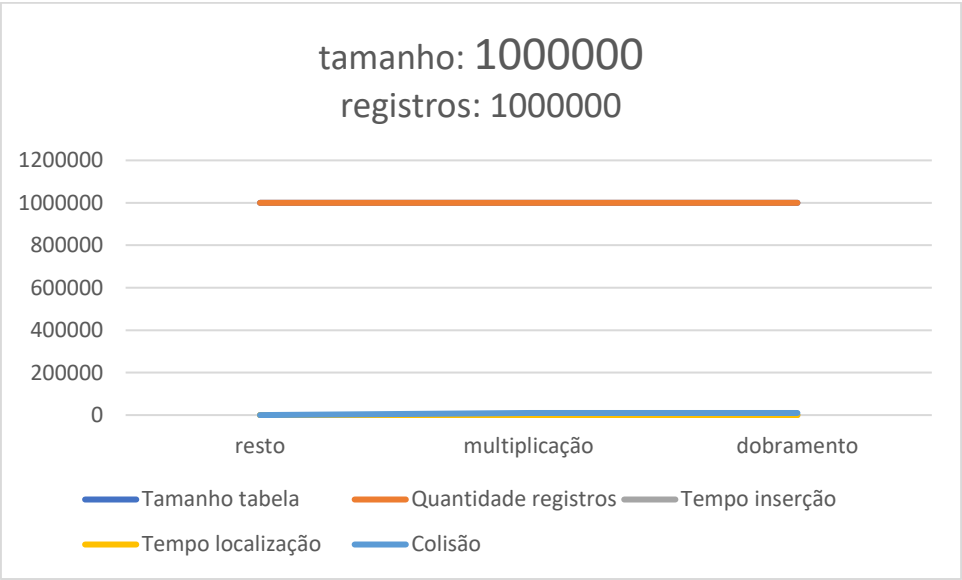 tamanho: 1000000
registros: 1000000
1200000
1000000
800000
600000
400000
200000
0
resto multiplicação dobramento
Tamanho tabela Quantidade registros Tempo inserção
Tempo localização Colisão